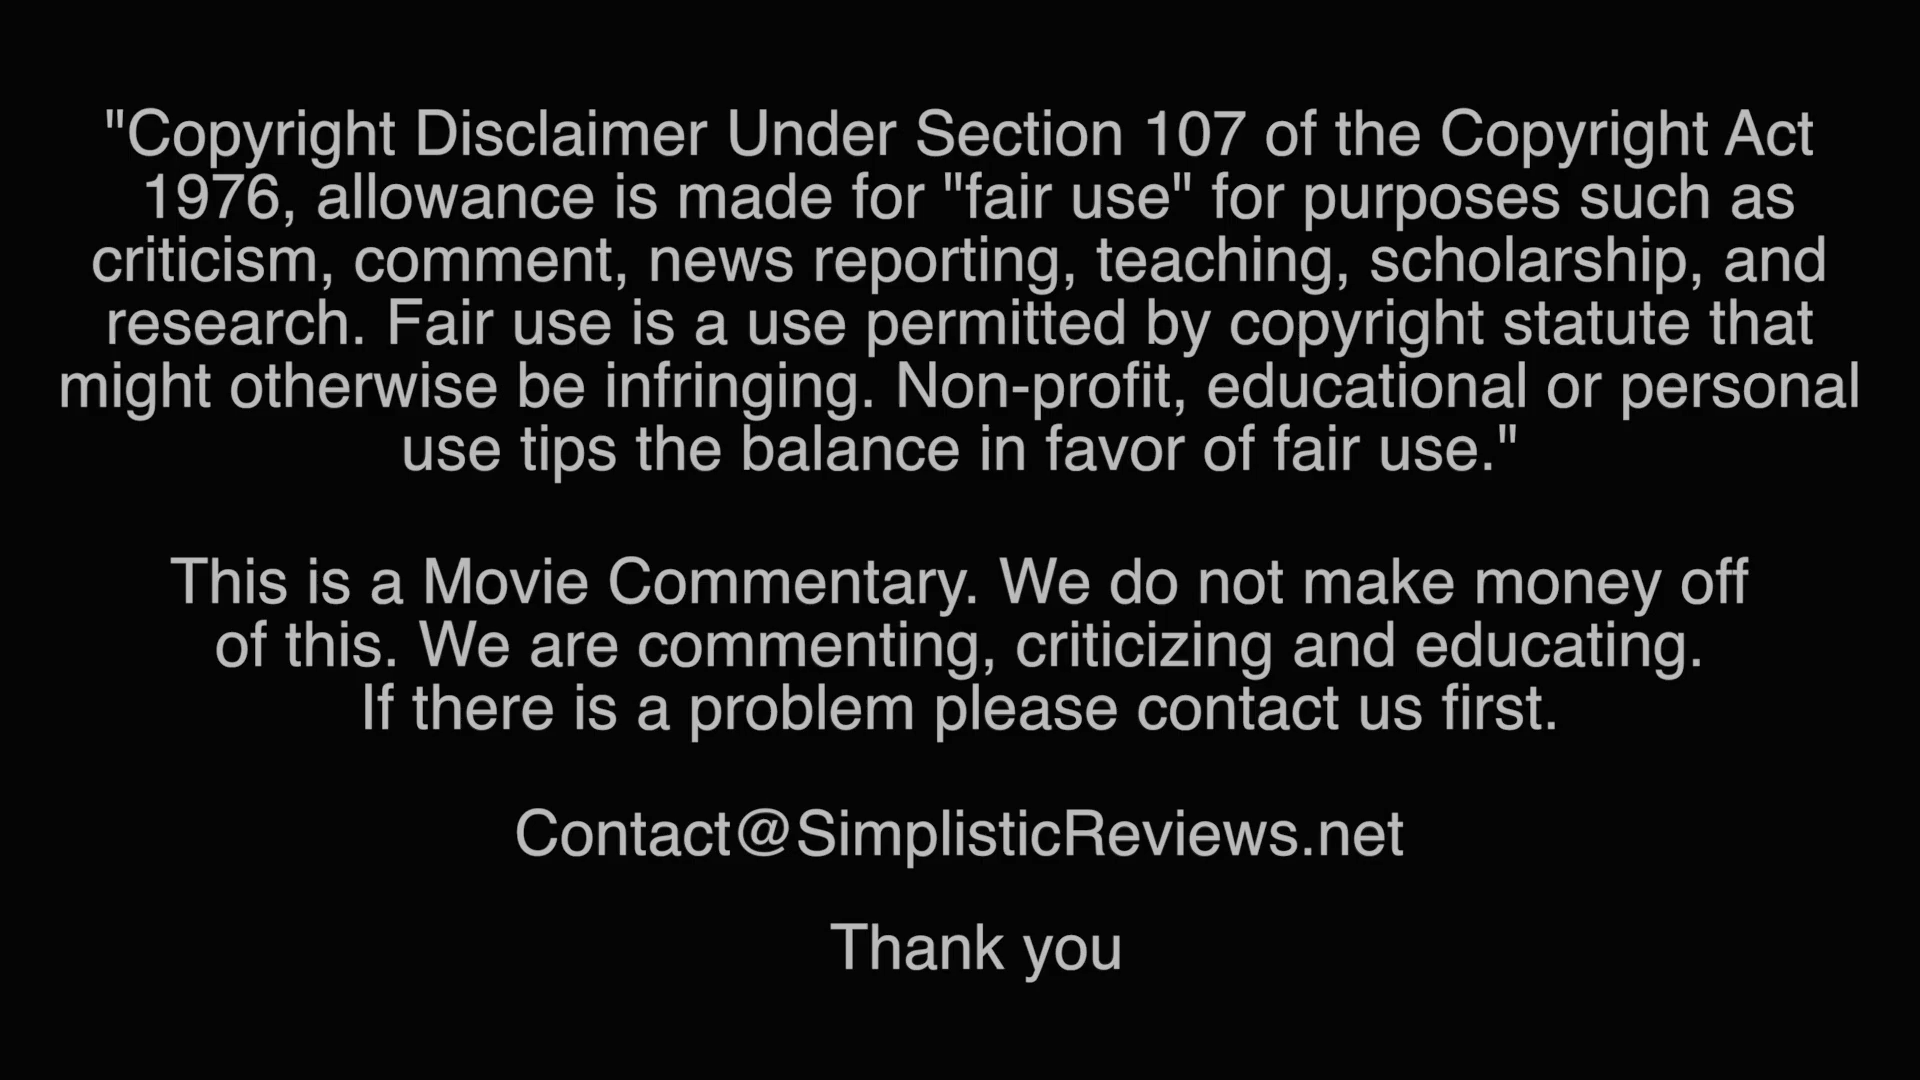 "Copyright Disclaimer Under Section 107 of the Copyright Act
1976, allowance is made for "fair use" for purposes such as
criticism, comment, news reporting, teaching, scholarship, and
research. Fair use is a use permitted by copyright statute that
might otherwise be infringing. Non-profit, educational or personal
use tips the balance in favor of fair use."
This is a Movie Commentary. We do not make money off
of this. We are commenting, criticizing and educating.
If there is a problem please contact us first.
Contact@SimplisticReviews.net
Thank you